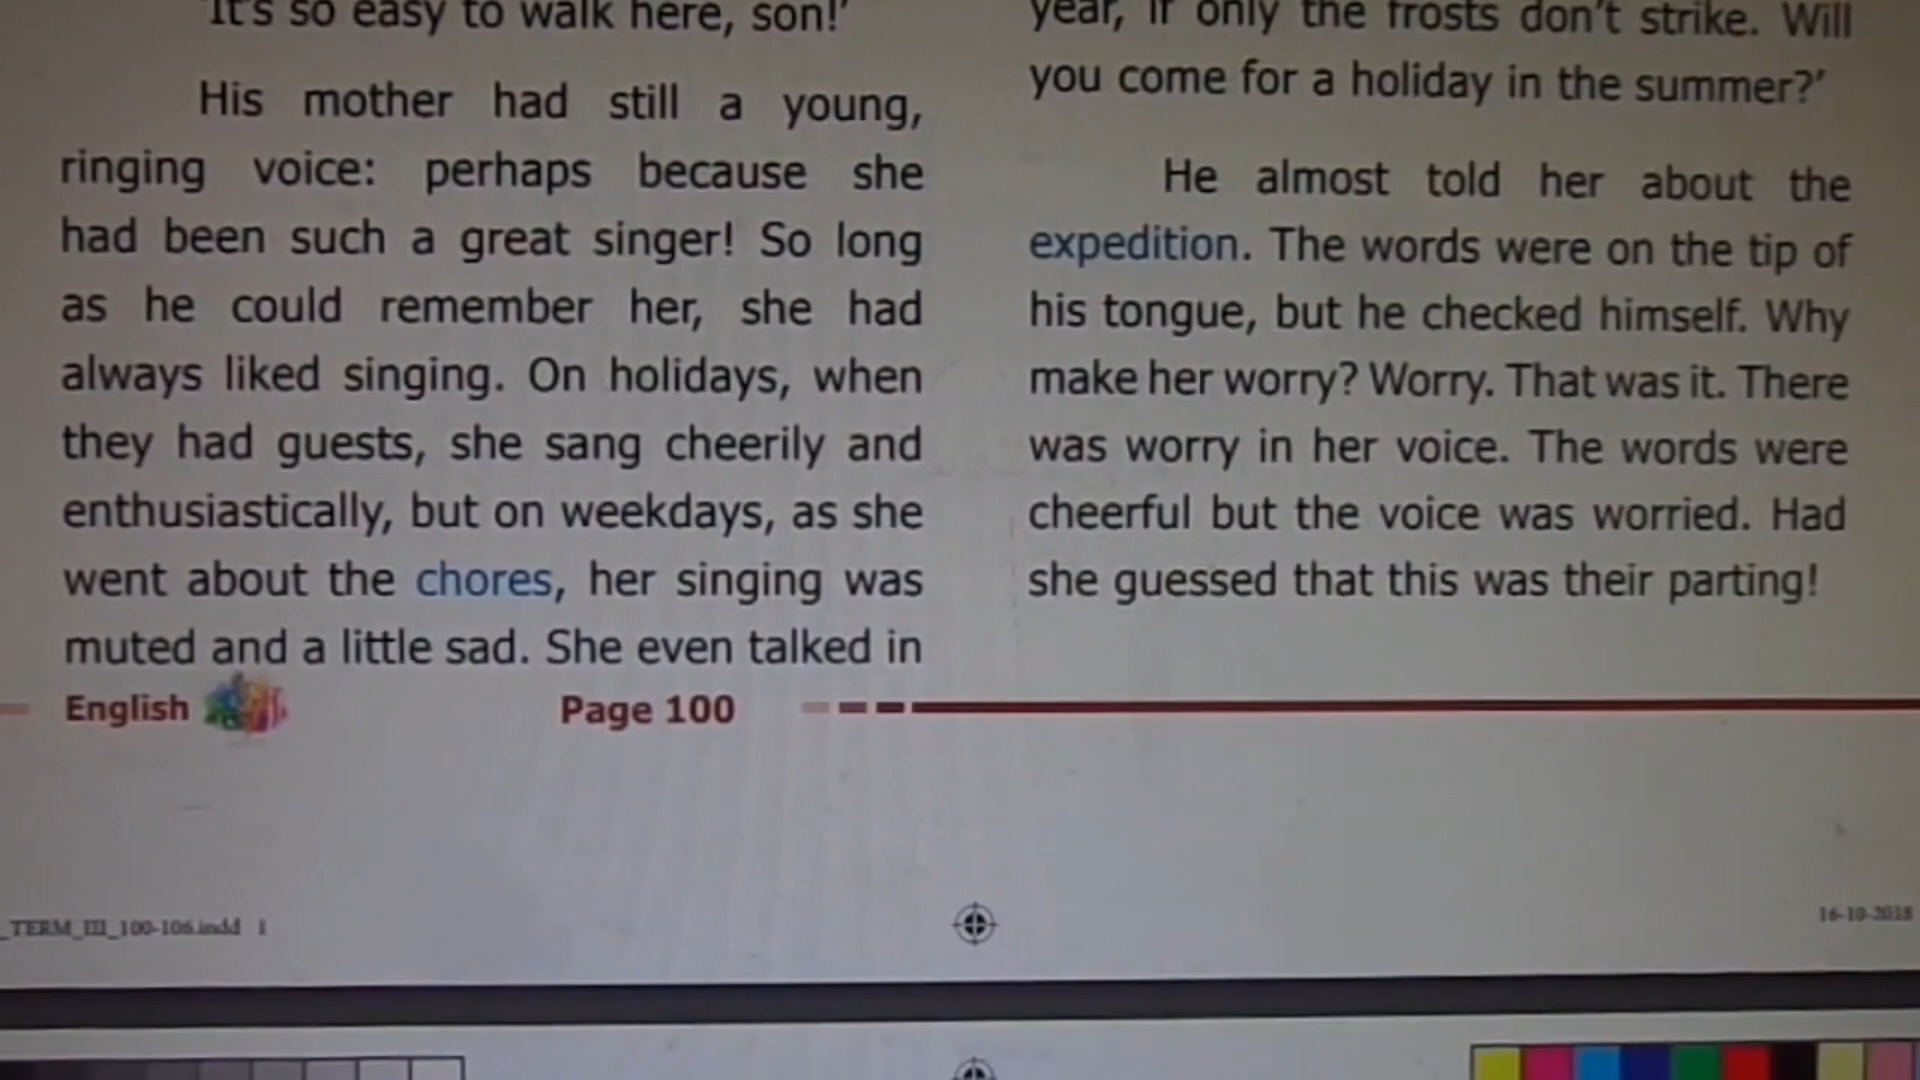 'It's so easy to walk here, son!'
His mother had still a young,
ringing voice: perhaps because she
had been such a great singer! So long
as he could remember her, she had
always liked singing. On holidays, when
they had guests, she sang cheerily and
enthusiastically, but on weekdays, as she
went about the chores, her singing was
muted and a little sad. She even talked in
year, if only the frosts don't strike. Will
you come for a holiday in the summer?'
He almost told her about the
expedition. The words were on the tip of
his tongue, but he checked himself. Why
make her worry? Worry. That was it. There
was worry in her voice. The words were
cheerful but the voice was worried. Had
she guessed that this was their parting!
English Page 100
_TERM_III_100-106.indd 1
16-10-2018